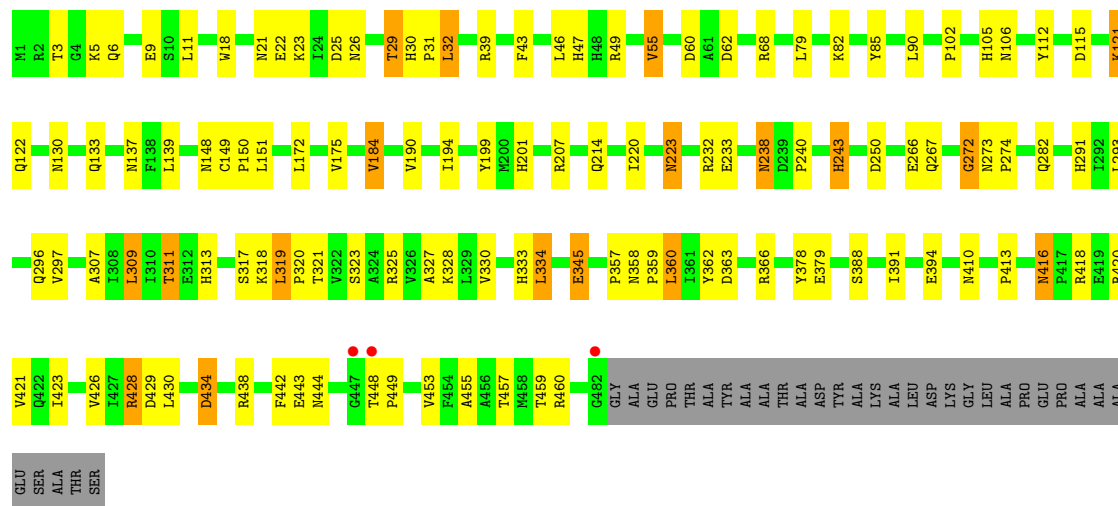 M1 R2 T3 G4 K5 Q6 E9 S10 L11 W18 N21 E22 K23 I24 D25 N26 T29 H30 P31 L32 R39 F43 L46 H47 H48 R49 V55 D60 A61 D62 R68 L79 K82 Y85 L90 P102 H105 N106 Y112 D115 K121
Q122 N130 Q133 N137 F138 L139 N148 C149 P150 L151 L172 V175 V184 V190 I194 Y199 M200 H201 R207 Q214 I220 N223 R232 E233 N238 D239 P240 H243 D250 E266 Q267 G272 N273 P274 Q282 H291 I292 L293
Q296 V297 A307 I308 L309 I310 T311 E312 H313 S317 K318 L319 P320 T321 V322 S323 A324 R325 V326 A327 K328 L329 V330 H333 L334 E345 P357 N358 P359 L360 I361 Y362 D363 R366 Y378 E379 S388 I391 E394 N410 P413 N416 P417 R418 E419
V421 Q422 I423 V426 I427 R428 D429 L430 D434 R438 F442 E443 N444 G447 T448 P449 V453 F454 A455 A456 T457 M458 T459 R460 G482 GLY ALA GLU PRO THR ALA TYR ALA ALA THR ALA ASP TYR ALA LYS ALA LEU ASP LYS GLY LEU ALA PRO GLU PRO ALA ALA ALA
GLU SER ALA THR SER